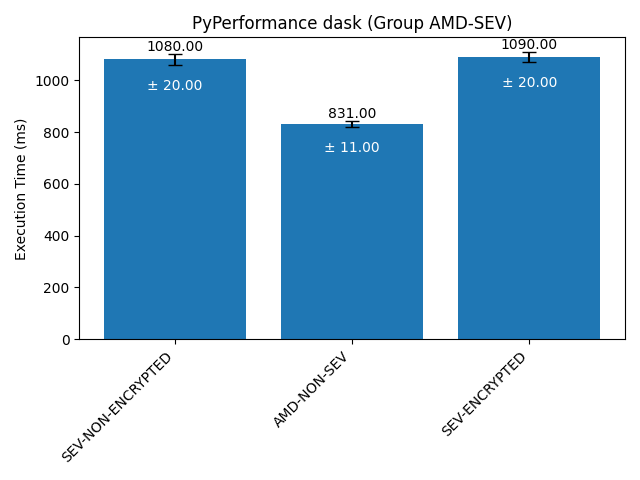 PyPerformance dask (Group AMD-SEV)
1080.00
± 20.00
831.00
± 11.00
1090.00
± 20.00
Execution Time (ms)
1000
800
600
400
200
0
SEV-NON-ENCRYPTED
AMD-NON-SEV
SEV-ENCRYPTED